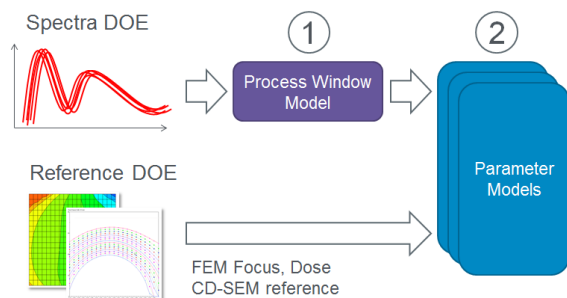 Spectra DOE
1
2
Process Window
Model
Reference DOE
Parameter
Models
FEM Focus, Dose
CD-SEM reference